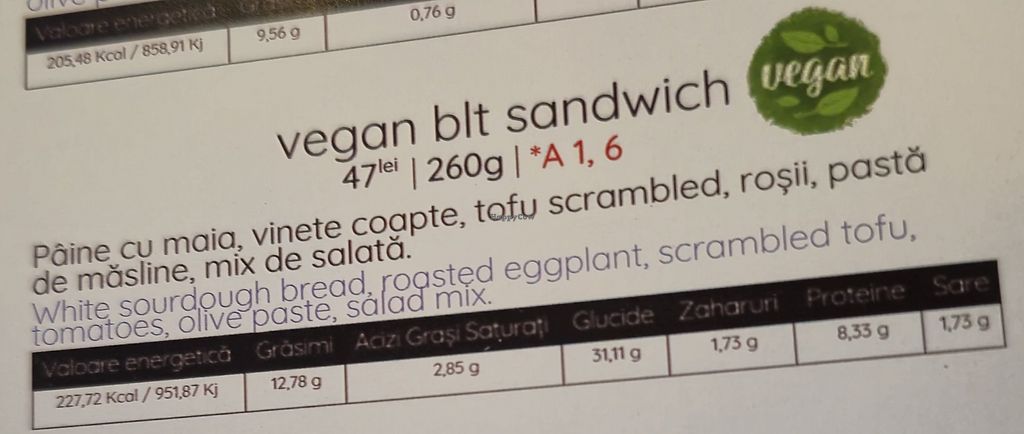 Valoare energetică
205,48 Kcal / 858,91 Kj 9,56 g 0,76 g
vegan blt sandwich
vegan
47 lei | 260g | *A 1, 6
Pâine cu maia, vinete coapte, tofu scrambled, roșii, pastă
de măsline, mix de salată.
White sourdough bread, roasted eggplant, scrambled tofu,
tomatoes, olive paste, salad mix.
Valoare energetică Grăsimi Acizi Grași Saturați Glucide Zaharuri Proteine Sare
227,72 Kcal / 951,87 Kj 12,78 g 2,85 g 31,11 g 1,73 g 8,33 g 1,73 g
HappyCow